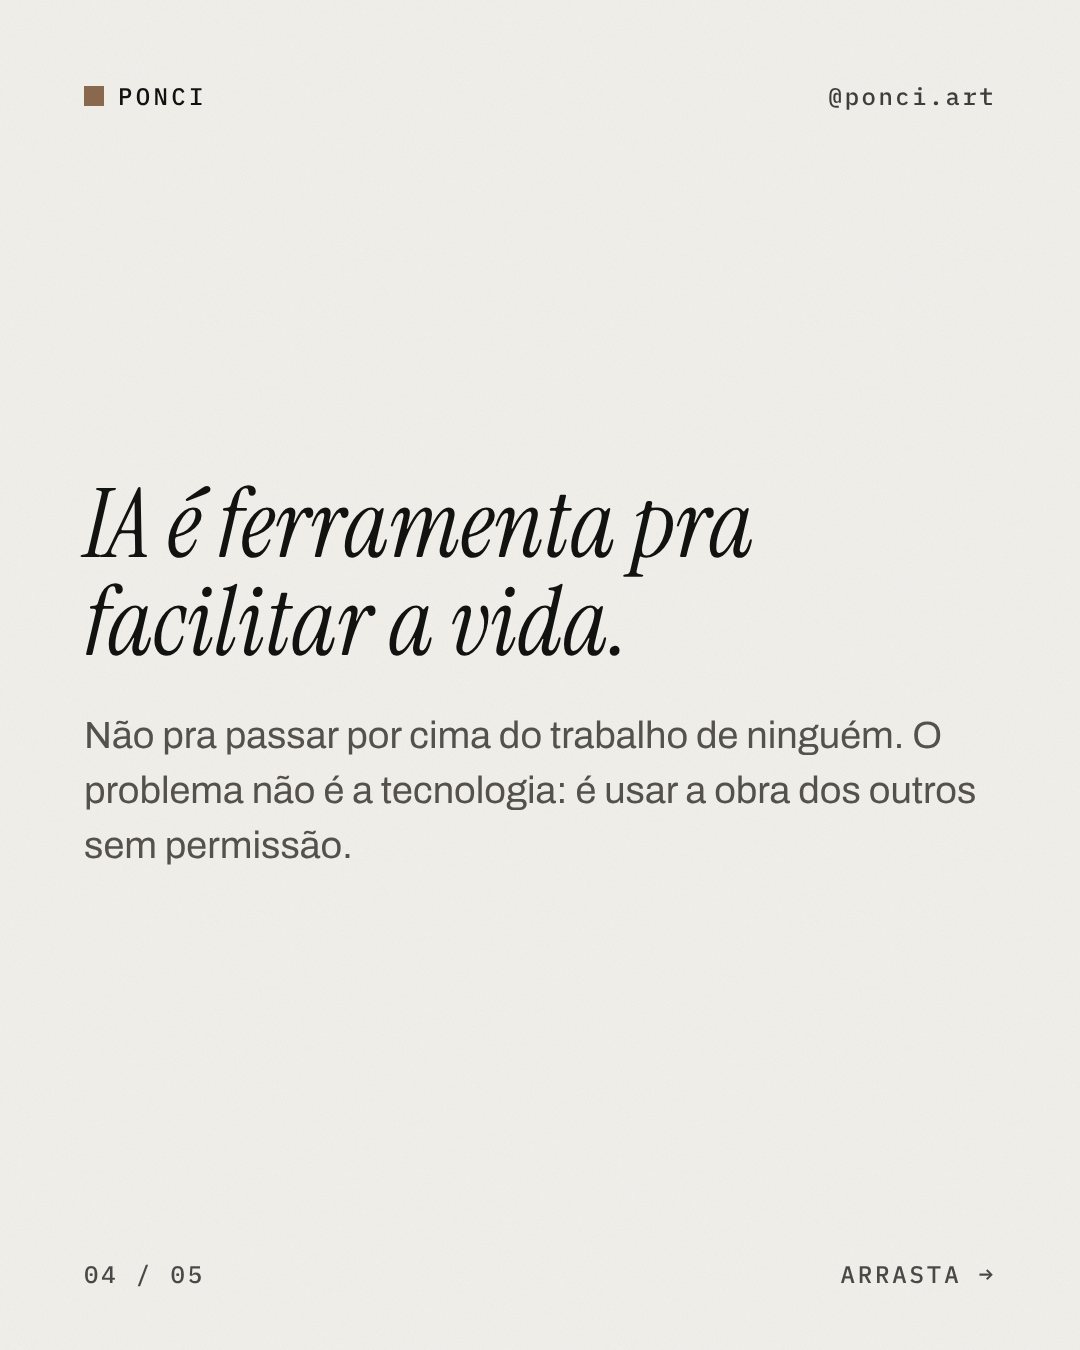 PONCI
@ponci.art
IA é ferramenta pra
facilitar a vida.
Não pra passar por cima do trabalho de ninguém. O
problema não é a tecnologia: é usar a obra dos outros
sem permissão.
04 / 05
ARRASTA →